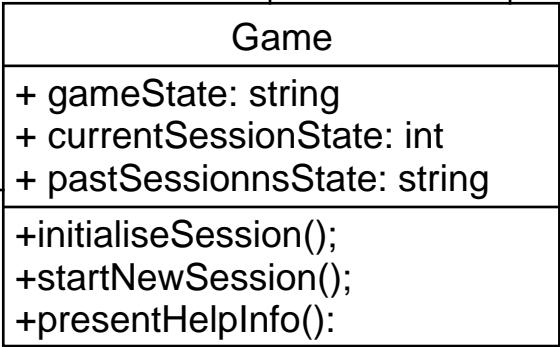 Game
+ gameState: string
+ currentSessionState: int
+ pastSessionnsState: string
+initialiseSession();
+startNewSession();
+presentHelpInfo():